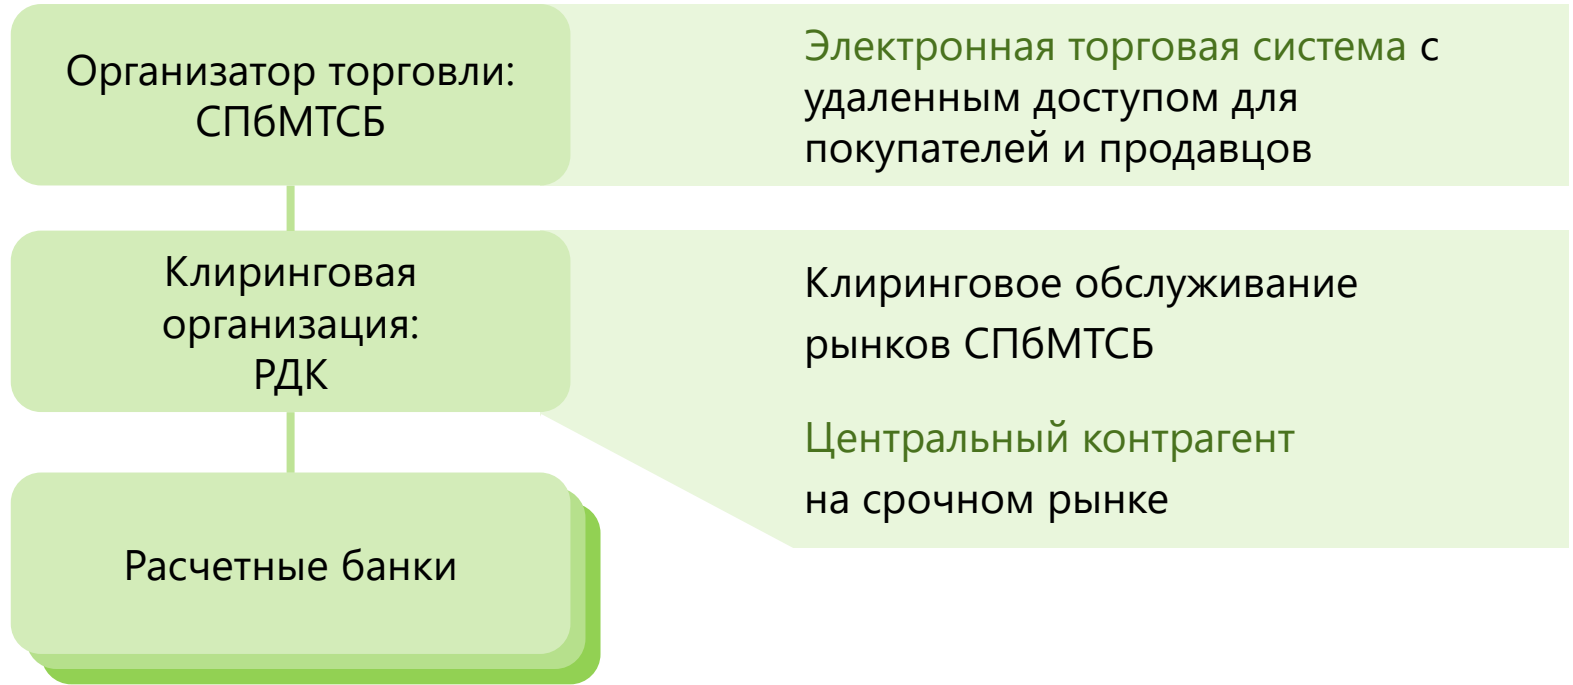 Организатор торговли:
СПбМТСБ
Электронная торговая система с
удаленным доступом для
покупателей и продавцов
Клиринговая
организация:
РДК
Клиринговое обслуживание
рынков СПбМТСБ
Центральный контрагент
на срочном рынке
Расчетные банки